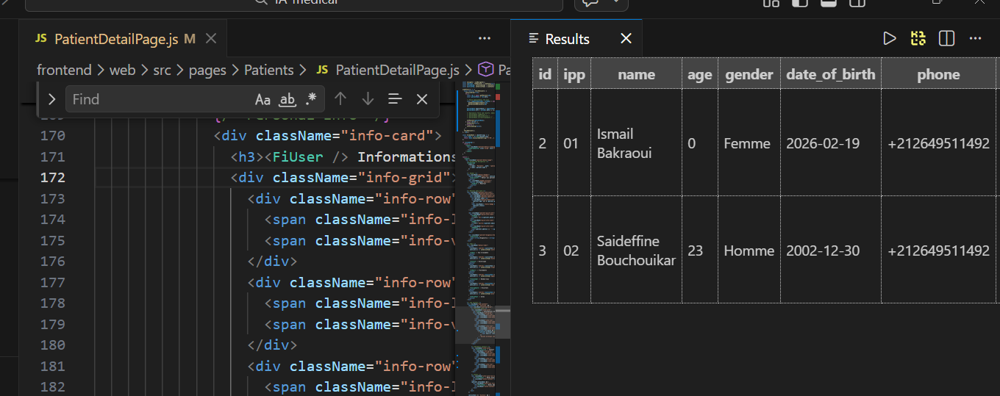 IA medical
JS PatientDetailPage.js M
Results
frontend > web > src > pages > Patients > JS PatientDetailPage.js >
Find
Aa ab .*
170 <div className="info-card">
171 <h3><FiUser /> Informations
172 <div className="info-grid">
173 <div className="info-row"
174 <span className="info-
175 <span className="info-
176 </div>
177 <div className="info-row"
178 <span className="info-
179 <span className="info-
180 </div>
181 <div className="info-row"
182 <span className="info-
id ipp name age gender date_of_birth phone
2 01 Ismail Bakraoui 0 Femme 2026-02-19 +212649511492
3 02 Saideffine Bouchouikar 23 Homme 2002-12-30 +212649511492